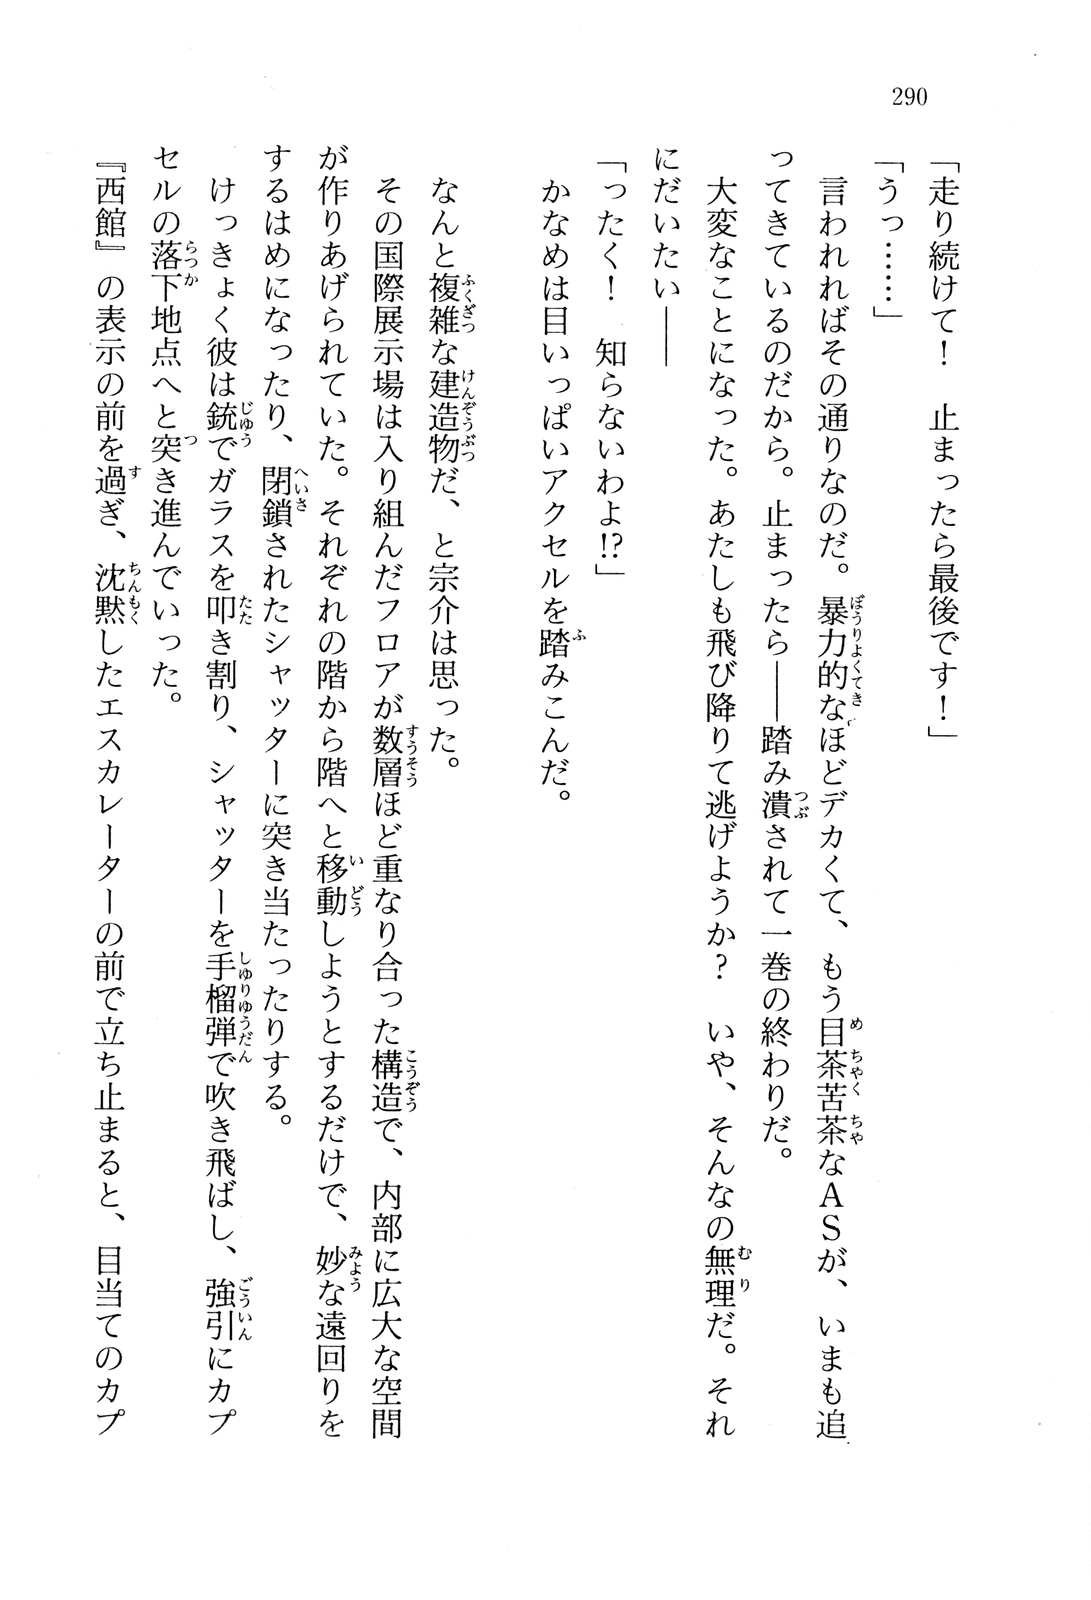 290
「走り続けて！　止まったら最後です！」
「うっ……」
　言われればその通りなのだ。暴力的なほどデカくて、もう目茶苦茶なＡＳが、いまも追
ってきているのだから。止まったら――踏み潰されて一巻の終わりだ。
　大変なことになった。あたしも飛び降りて逃げようか？　いや、そんなの無理だ。それ
にだいたい――
「ったく！　知らないわよ!?」
　かなめは目いっぱいアクセルを踏みこんだ。

　なんと複雑な建造物だ、と宗介は思った。
　その国際展示場は入り組んだフロアが数層ほど重なり合った構造で、内部に広大な空間
が作りあげられていた。それぞれの階から階へと移動しようとするだけで、妙な遠回りを
するはめになったり、閉鎖されたシャッターに突き当たったりする。
　けっきょく彼は銃でガラスを叩き割り、シャッターを手榴弾で吹き飛ばし、強引にカプ
セルの落下地点へと突き進んでいった。
『西館』の表示の前を過ぎ、沈黙したエスカレーターの前で立ち止まると、目当てのカプ